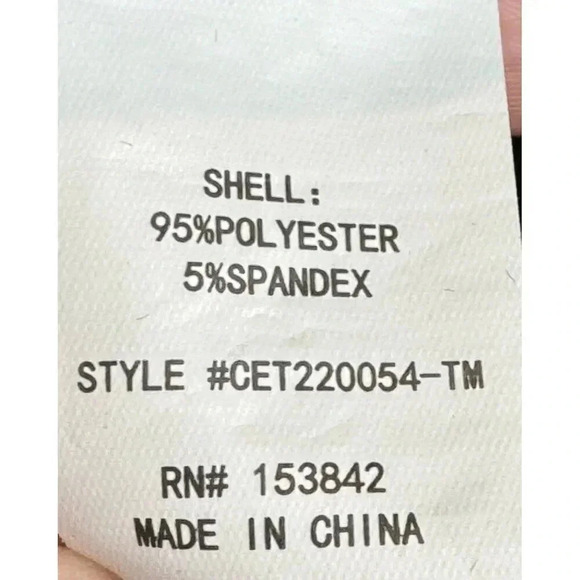 SHELL:
95%POLYESTER
5%SPANDEX
STYLE #CET220054-TM
RN# 153842
MADE IN CHINA